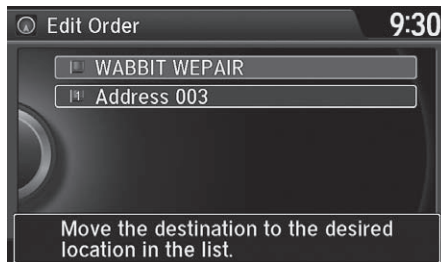 Edit Order
9:30
WABBIT WEPAIR
Address 003
Move the destination to the desired
location in the list.